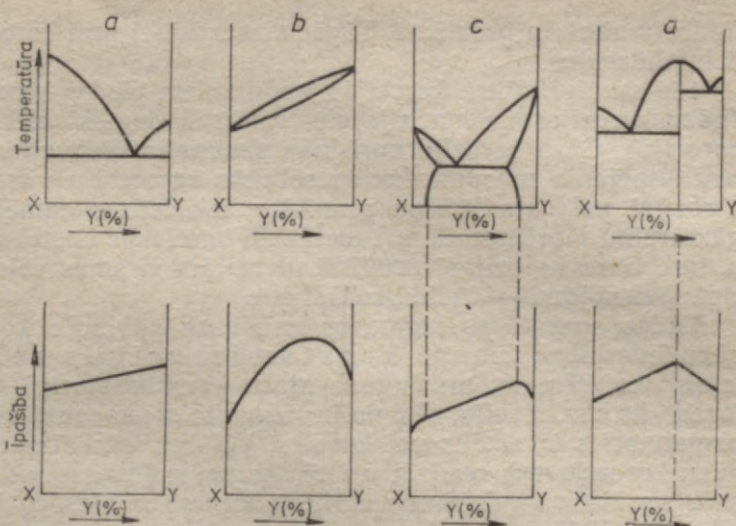 a b c a
Temperatūra
X Y X Y X Y X Y
Y(%) Y(%) Y(%) Y(%)
Īpašība
X Y X Y X Y X Y
Y(%) Y(%) Y(%) Y(%)